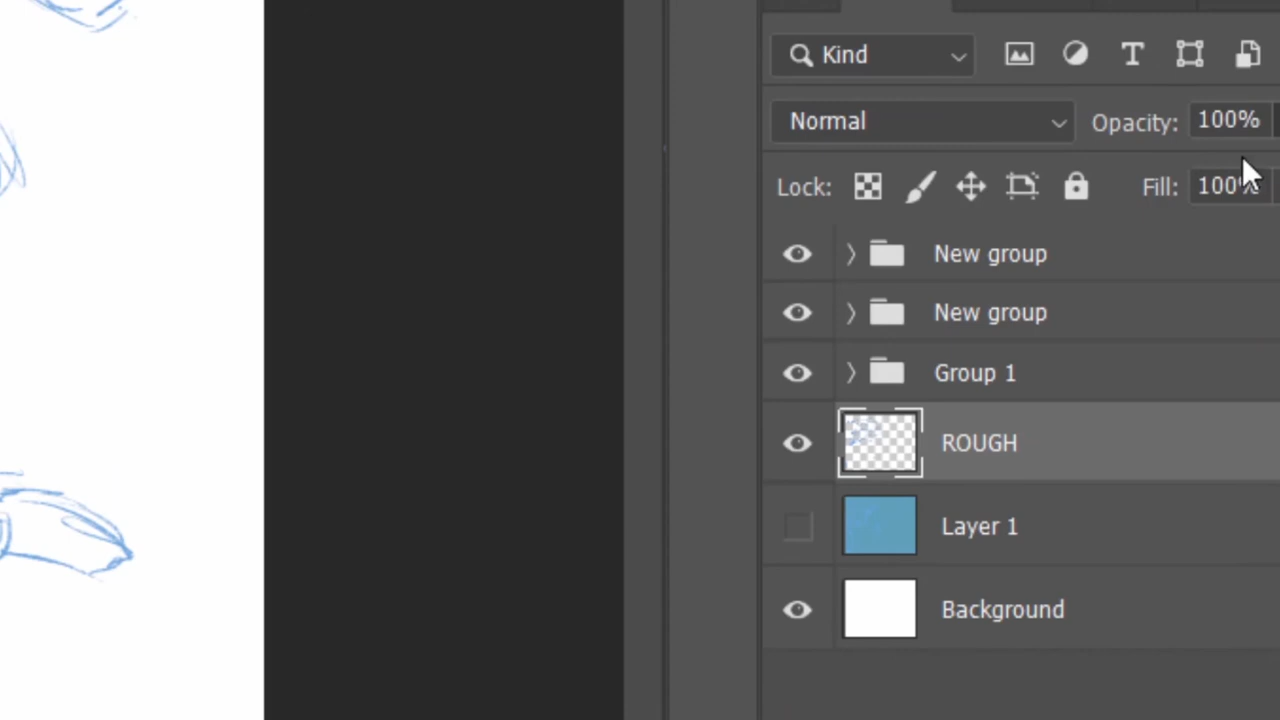 Kind
Normal Opacity: 100%
Lock: Fill: 100%
New group
New group
Group 1
ROUGH
Layer 1
Background